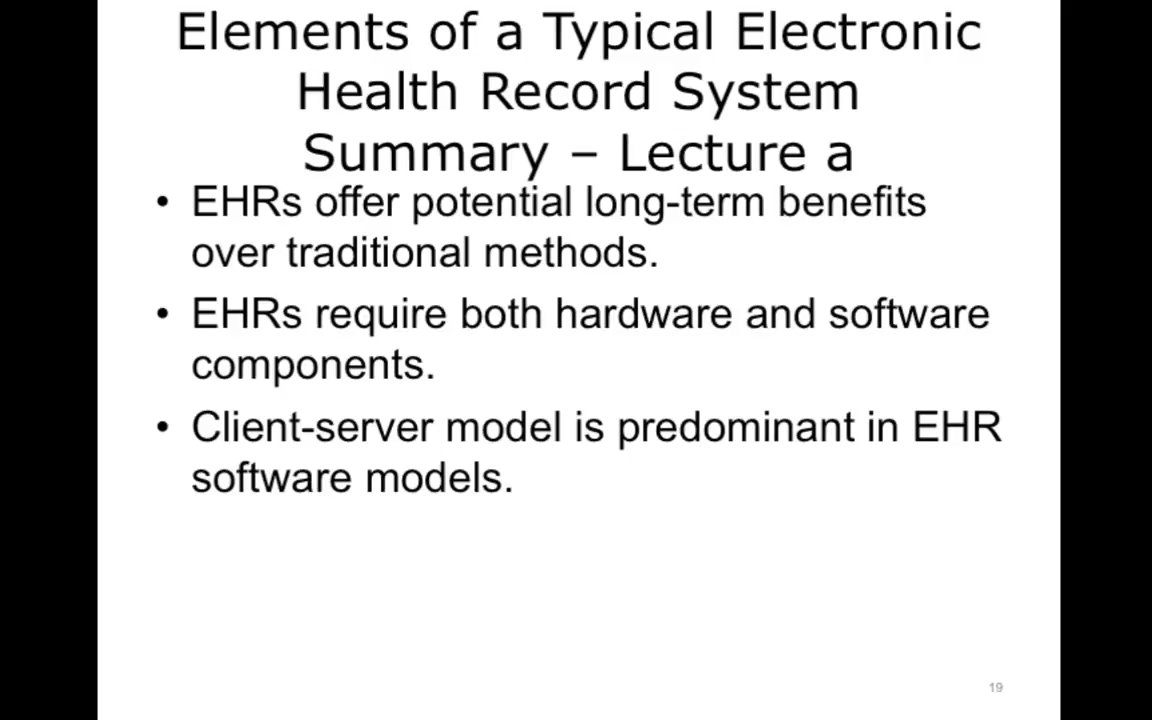 Elements of a Typical Electronic
Health Record System
Summary – Lecture a
• EHRs offer potential long-term benefits
over traditional methods.
• EHRs require both hardware and software
components.
• Client-server model is predominant in EHR
software models.
19